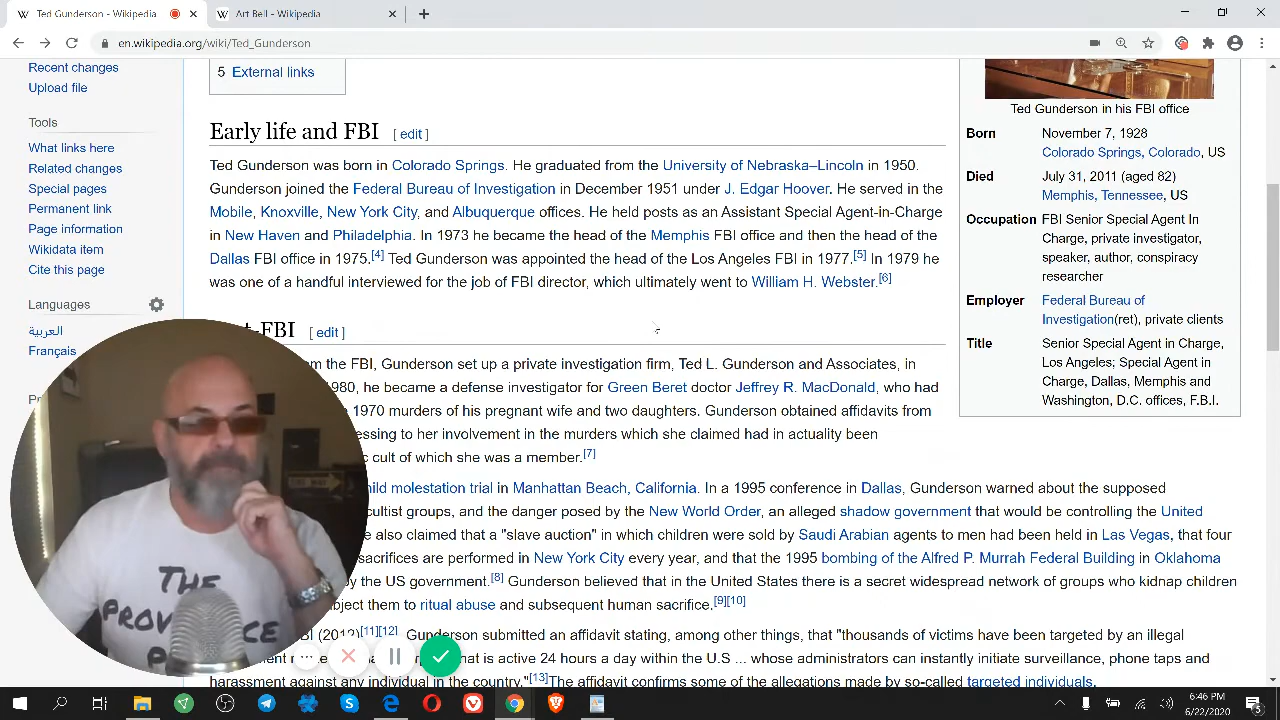 Ted Gunderson - Wikipedia
Art Bell - Wikipedia
en.wikipedia.org/wiki/Ted_Gunderson
Recent changes
Upload file
Tools
What links here
Related changes
Special pages
Permanent link
Page information
Wikidata item
Cite this page
Languages
العربية
Français
5 External links
Early life and FBI [ edit ]
Ted Gunderson was born in Colorado Springs. He graduated from the University of Nebraska–Lincoln in 1950.
Gunderson joined the Federal Bureau of Investigation in December 1951 under J. Edgar Hoover. He served in the
Mobile, Knoxville, New York City, and Albuquerque offices. He held posts as an Assistant Special Agent-in-Charge
in New Haven and Philadelphia. In 1973 he became the head of the Memphis FBI office and then the head of the
Dallas FBI office in 1975.[4] Ted Gunderson was appointed the head of the Los Angeles FBI in 1977.[5] In 1979 he
was one of a handful interviewed for the job of FBI director, which ultimately went to William H. Webster.[6]
-FBI [ edit ]
m the FBI, Gunderson set up a private investigation firm, Ted L. Gunderson and Associates, in
980, he became a defense investigator for Green Beret doctor Jeffrey R. MacDonald, who had
1970 murders of his pregnant wife and two daughters. Gunderson obtained affidavits from
essing to her involvement in the murders which she claimed had in actuality been
c cult of which she was a member.[7]
hild molestation trial in Manhattan Beach, California. In a 1995 conference in Dallas, Gunderson warned about the supposed
cultist groups, and the danger posed by the New World Order, an alleged shadow government that would be controlling the United
e also claimed that a "slave auction" in which children were sold by Saudi Arabian agents to men had been held in Las Vegas, that four
sacrifices are performed in New York City every year, and that the 1995 bombing of the Alfred P. Murrah Federal Building in Oklahoma
by the US government.[8] Gunderson believed that in the United States there is a secret widespread network of groups who kidnap children
bject them to ritual abuse and subsequent human sacrifice.[9][10]
BI (2012)[11][12] Gunderson submitted an affidavit stating, among other things, that "thousands of victims have been targeted by an illegal
hat is active 24 hours a day within the U.S ... whose administrators can instantly initiate surveillance, phone taps and
harassment against any individual in the country."[13]The affidavit confirms some of the allegations made by so-called targeted individuals.
Ted Gunderson in his FBI office
Born November 7, 1928
Colorado Springs, Colorado, US
Died July 31, 2011 (aged 82)
Memphis, Tennessee, US
Occupation FBI Senior Special Agent In
Charge, private investigator,
speaker, author, conspiracy
researcher
Employer Federal Bureau of
Investigation(ret), private clients
Title Senior Special Agent in Charge,
Los Angeles; Special Agent in
Charge, Dallas, Memphis and
Washington, D.C. offices, F.B.I.
THE
6:46 PM
6/22/2020